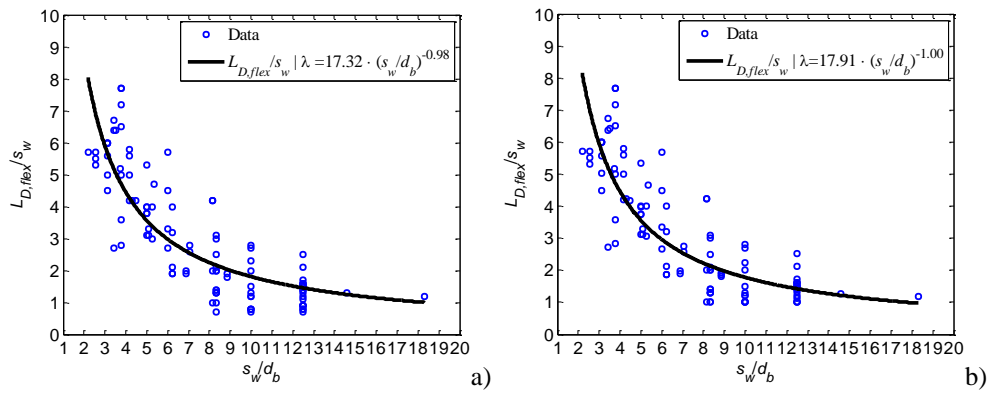 10
9
8
7
6
5
4
3
2
1
0
L_D,flex/s_w
Data
L_D,flex/s_w | λ =17.32 · (s_w/d_b)^-0.98
1 2 3 4 5 6 7 8 9 10 11 12 13 14 15 16 17 18 19 20
s_w/d_b
a)
10
9
8
7
6
5
4
3
2
1
0
L_D,flex/s_w
Data
L_D,flex/s_w | λ=17.91 · (s_w/d_b)^-1.00
1 2 3 4 5 6 7 8 9 10 11 12 13 14 15 16 17 18 19 20
s_w/d_b
b)